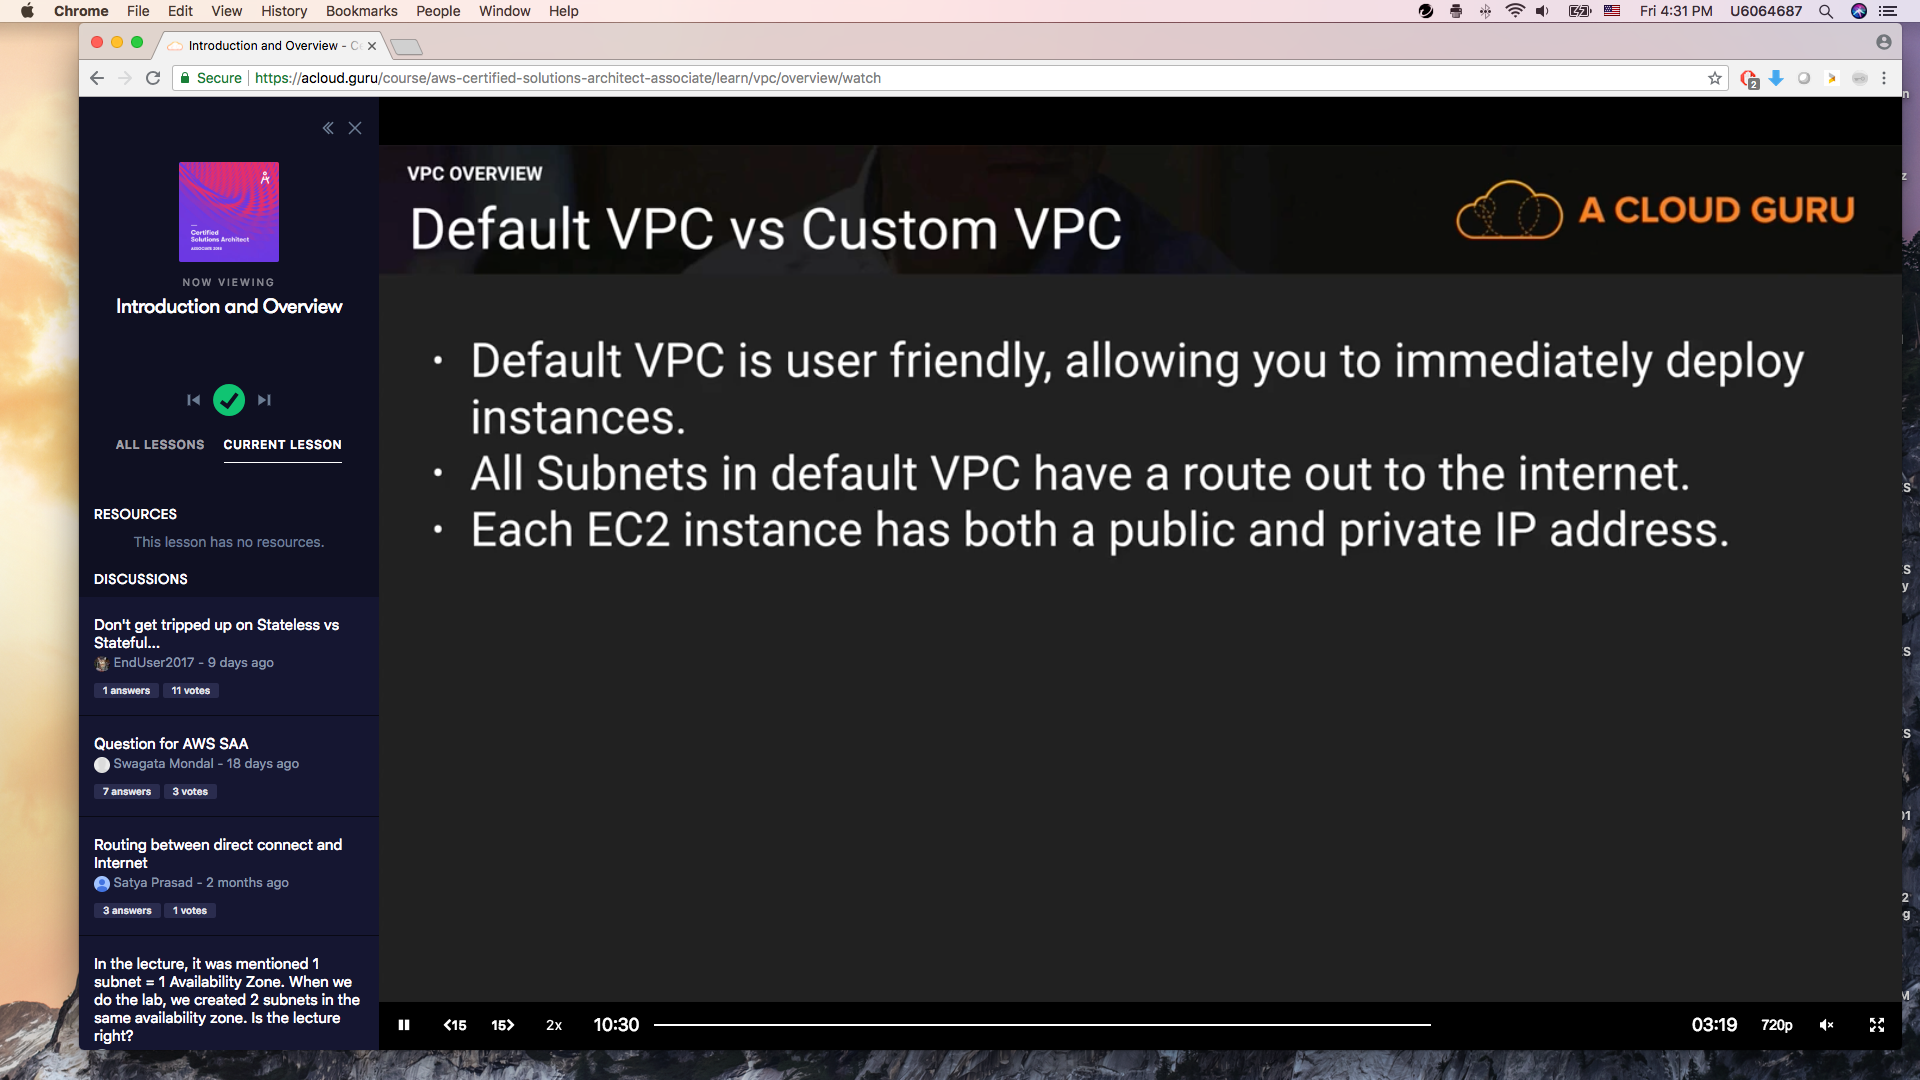 Chrome File Edit View History Bookmarks People Window Help
Fri 4:31 PM U6064687
Introduction and Overview - C
Secure https://acloud.guru/course/aws-certified-solutions-architect-associate/learn/vpc/overview/watch
2
Certified
Solutions Architect
NOW VIEWING
Introduction and Overview
ALL LESSONS CURRENT LESSON
RESOURCES
This lesson has no resources.
DISCUSSIONS
Don't get tripped up on Stateless vs
Stateful...
EndUser2017 - 9 days ago
1 answers 11 votes
Question for AWS SAA
Swagata Mondal - 18 days ago
7 answers 3 votes
Routing between direct connect and
Internet
Satya Prasad - 2 months ago
3 answers 1 votes
In the lecture, it was mentioned 1
subnet = 1 Availability Zone. When we
do the lab, we created 2 subnets in the
same availability zone. Is the lecture
right?
VPC OVERVIEW
Default VPC vs Custom VPC
A CLOUD GURU
• Default VPC is user friendly, allowing you to immediately deploy
instances.
• All Subnets in default VPC have a route out to the internet.
• Each EC2 instance has both a public and private IP address.
<15 15> 2x 10:30 03:19 720p